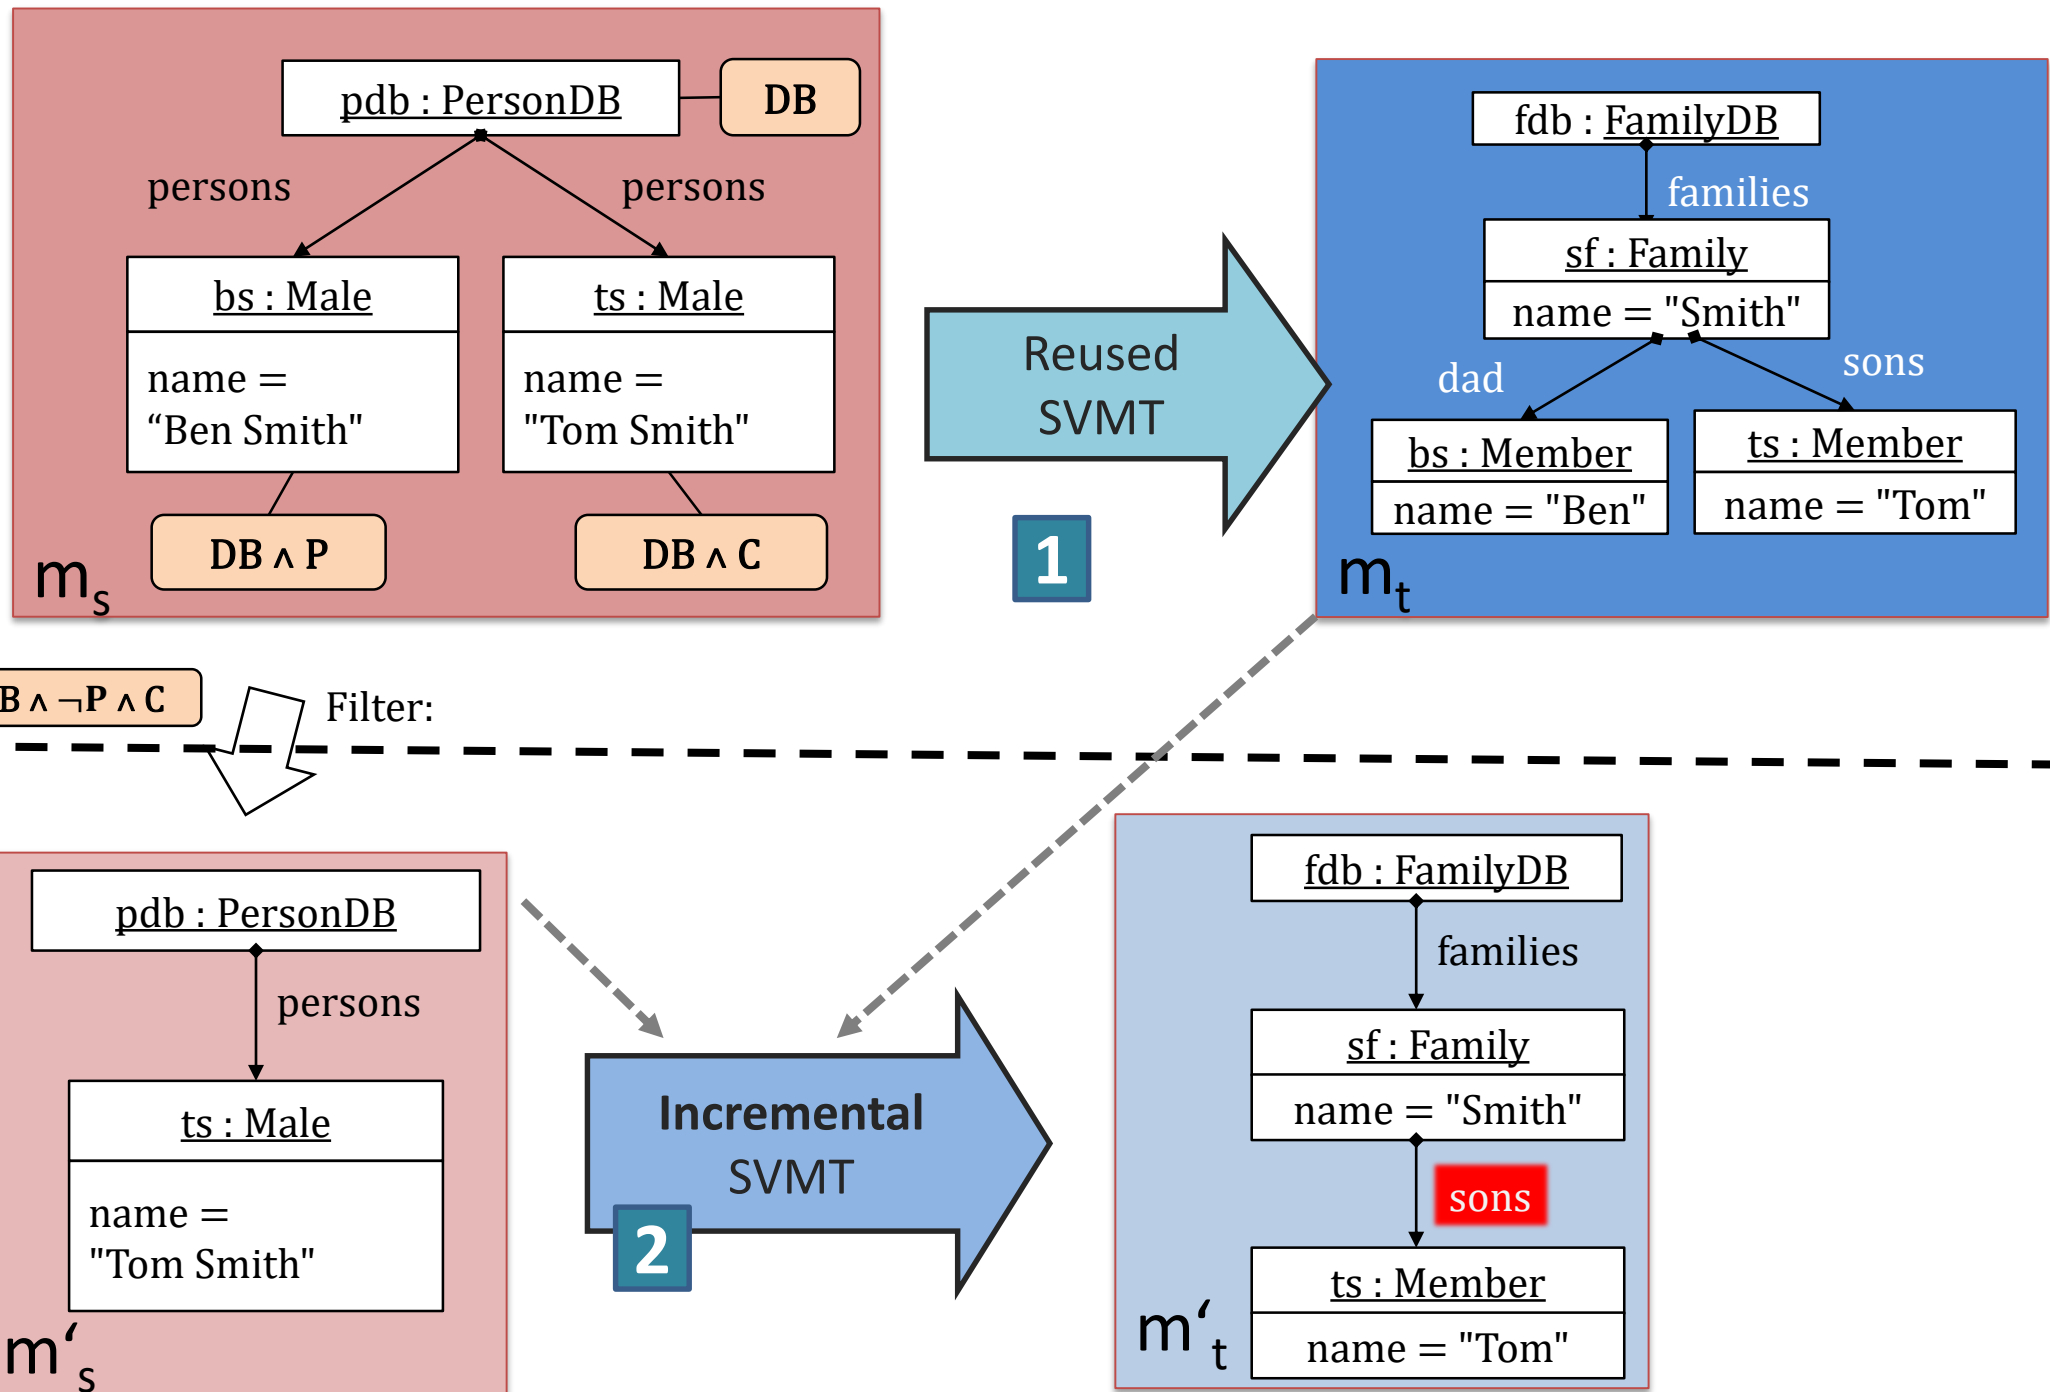 pdb : PersonDB
DB
persons
persons
bs : Male
name =
“Ben Smith"
ts : Male
name =
"Tom Smith"
DB ∧ P
DB ∧ C
ms
Reused
SVMT
1
fdb : FamilyDB
families
sf : Family
name = "Smith"
dad
sons
bs : Member
name = "Ben"
ts : Member
name = "Tom"
mt
B ∧ ¬P ∧ C
Filter:
pdb : PersonDB
persons
ts : Male
name =
"Tom Smith"
m‘s
Incremental
SVMT
2
fdb : FamilyDB
families
sf : Family
name = "Smith"
sons
ts : Member
name = "Tom"
m‘t